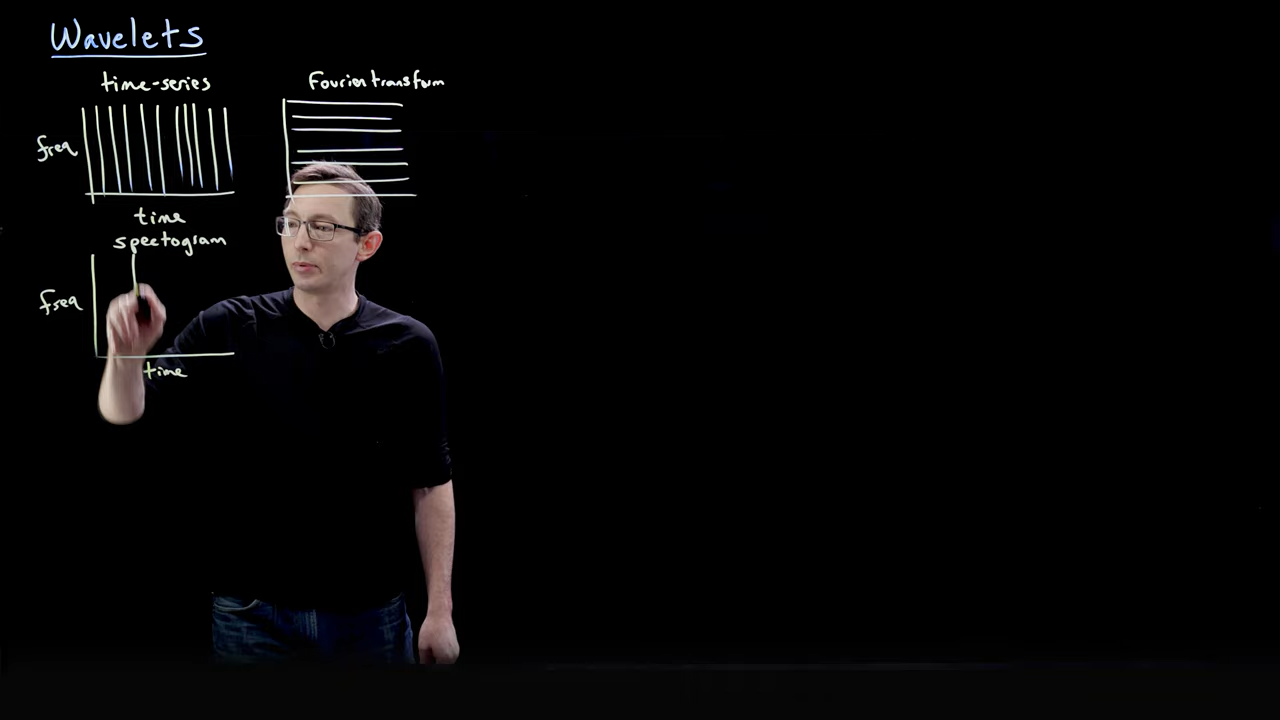 Wavelets
time-series
Fourier transform
freq
time
spectogram
freq
time